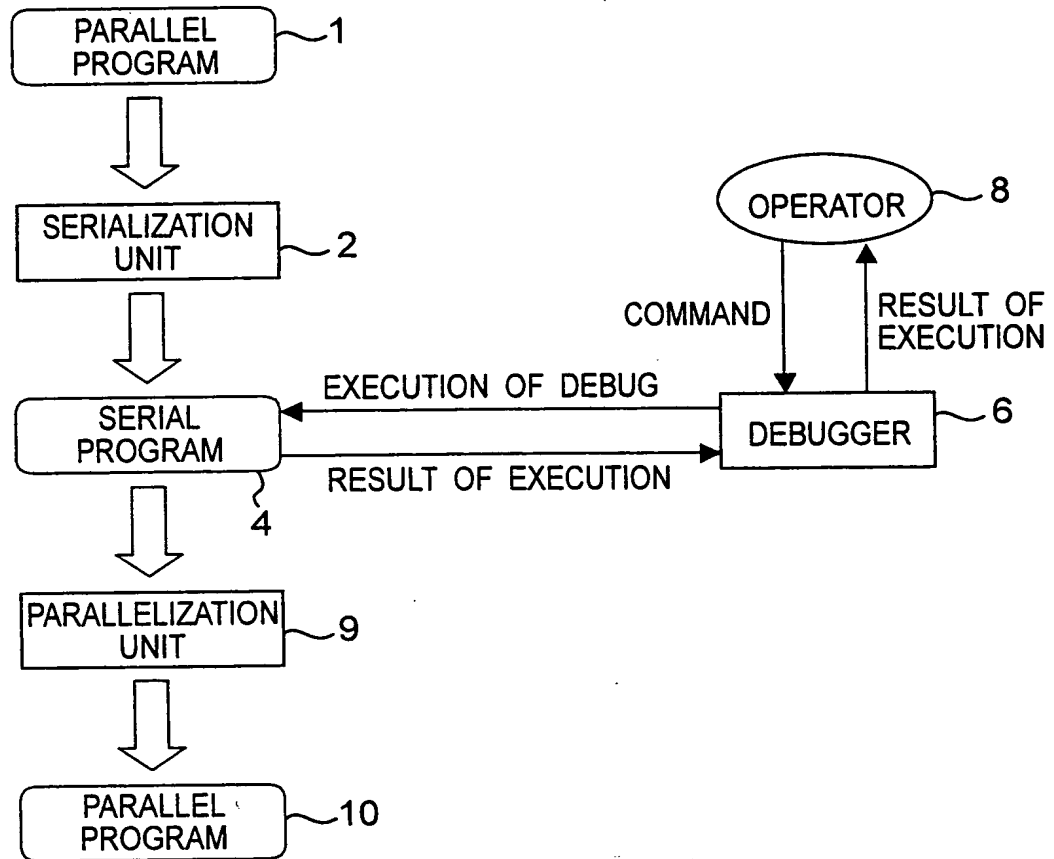 PARALLEL
PROGRAM
1
SERIALIZATION
UNIT
2
OPERATOR
8
COMMAND
RESULT OF
EXECUTION
EXECUTION OF DEBUG
SERIAL
PROGRAM
4
RESULT OF EXECUTION
DEBUGGER
6
PARALLELIZATION
UNIT
9
PARALLEL
PROGRAM
10